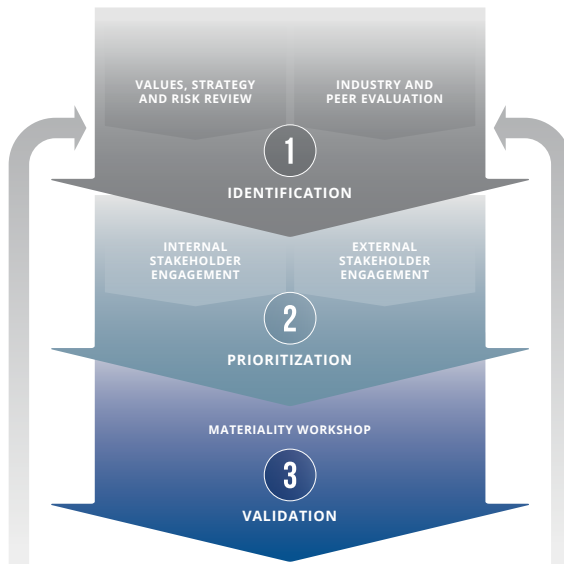 VALUES, STRATEGY
AND RISK REVIEW
INDUSTRY AND
PEER EVALUATION
1
IDENTIFICATION
INTERNAL
STAKEHOLDER
ENGAGEMENT
EXTERNAL
STAKEHOLDER
ENGAGEMENT
2
PRIORITIZATION
MATERIALITY WORKSHOP
3
VALIDATION